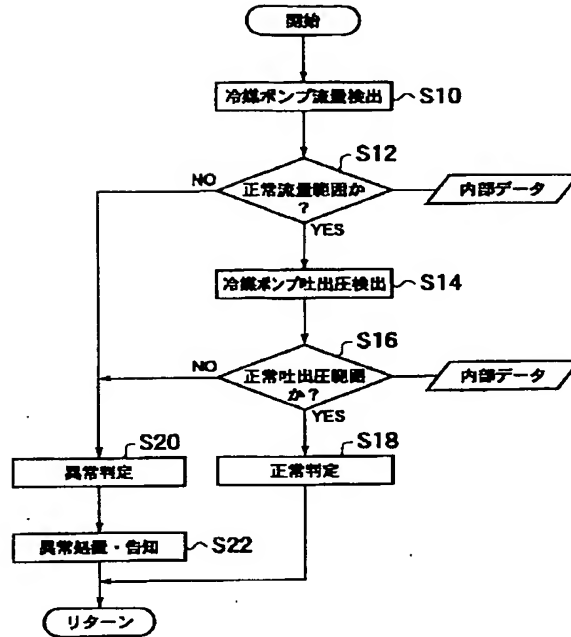 開始
冷媒ポンプ流量検出
S10
S12
NO
正常流量範囲か
?
内部データ
YES
冷媒ポンプ吐出圧検出
S14
S16
NO
正常吐出圧範囲
か?
内部データ
YES
S20
S18
異常判定
正常判定
異常処置・告知
S22
リターン